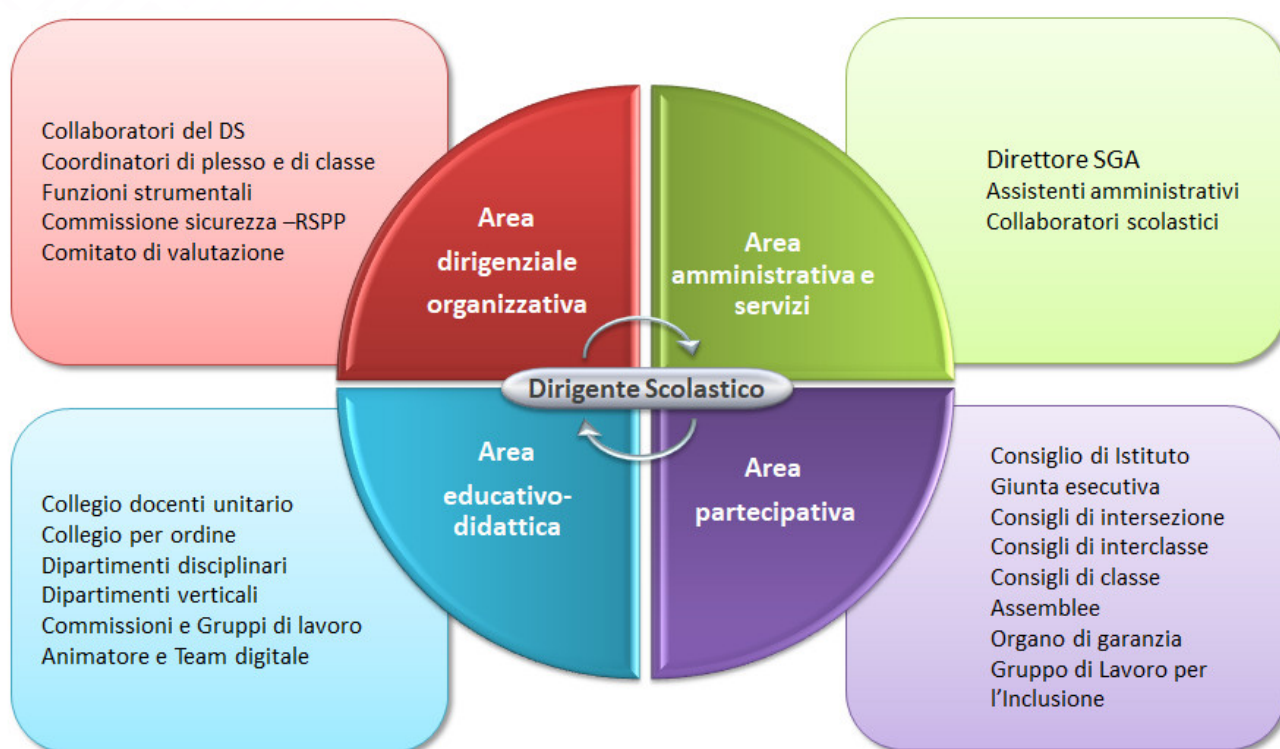 Collaboratori del DS
Coordinatori di plesso e di classe
Funzioni strumentali
Commissione sicurezza –RSPP
Comitato di valutazione
Area
dirigenziale
organizzativa
Area
amministrativa e
servizi
Direttore SGA
Assistenti amministrativi
Collaboratori scolastici
Dirigente Scolastico
Collegio docenti unitario
Collegio per ordine
Dipartimenti disciplinari
Dipartimenti verticali
Commissioni e Gruppi di lavoro
Animatore e Team digitale
Area
educativo-
didattica
Area
partecipativa
Consiglio di Istituto
Giunta esecutiva
Consigli di intersezione
Consigli di interclasse
Consigli di classe
Assemblee
Organo di garanzia
Gruppo di Lavoro per
l’Inclusione